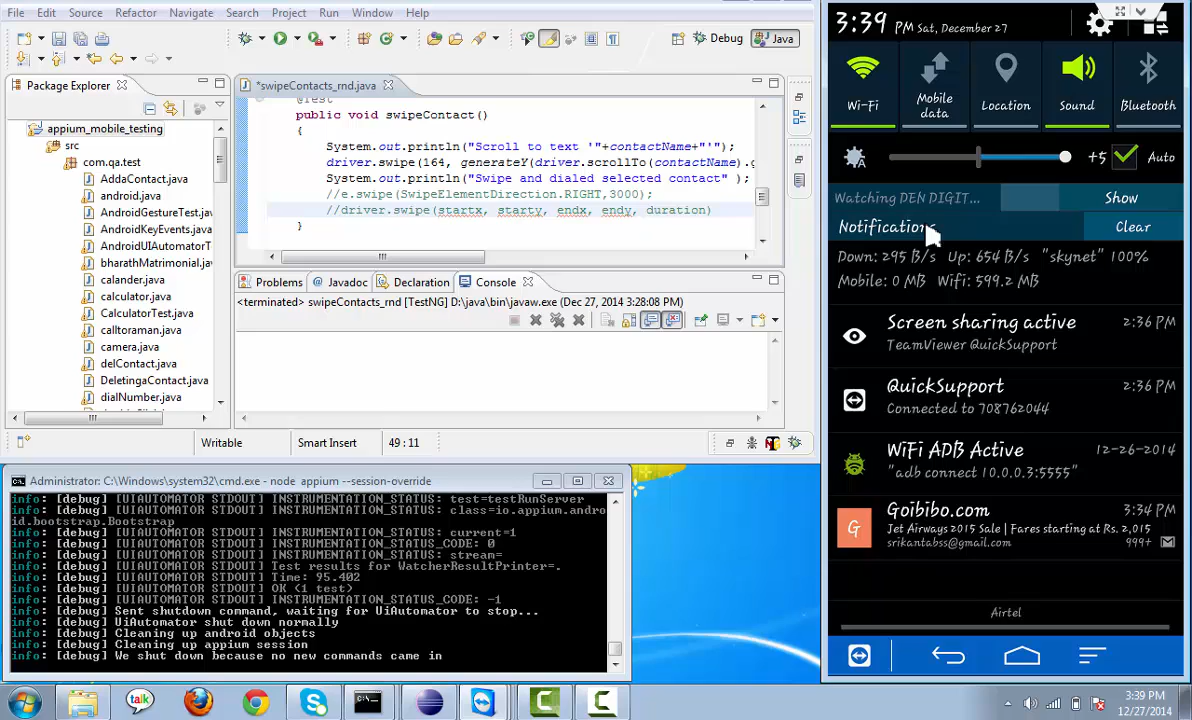 File Edit Source Refactor Navigate Search Project Run Window Help
Debug Java
Package Explorer
appium_mobile_testing
src
com.qa.test
AddaContact.java
android.java
AndroidGestureTest.jav
AndroidKeyEvents.java
AndroidUIAutomatorT
bharathMatrimonial.jav
calander.java
calculator.java
CalculatorTest.java
calltoraman.java
camera.java
delContact.java
DeletingaContact.java
dialNumber.java
*swipeContacts_rnd.java
@Test
public void swipeContact()
{
System.out.println("Scroll to text '"+contactName+"'");
driver.swipe(164, generateY(driver.scrollTo(contactName).g
System.out.println("Swipe and dialed selected contact" );
//e.swipe(SwipeElementDirection.RIGHT,3000);
//driver.swipe(startx, starty, endx, endy, duration)
}
Problems Javadoc Declaration Console
<terminated> swipeContacts_rnd [TestNG] D:\java\bin\javaw.exe (Dec 27, 2014 3:28:08 PM)
Writable Smart Insert 49 : 11
Administrator: C:\Windows\system32\cmd.exe - node appium --session-override
info: [debug] [UIAUTOMATOR STDOUT] INSTRUMENTATION_STATUS: test=testRunServer
info: [debug] [UIAUTOMATOR STDOUT] INSTRUMENTATION_STATUS: class=io.appium.andro
id.bootstrap.Bootstrap
info: [debug] [UIAUTOMATOR STDOUT] INSTRUMENTATION_STATUS: current=1
info: [debug] [UIAUTOMATOR STDOUT] INSTRUMENTATION_STATUS_CODE: 0
info: [debug] [UIAUTOMATOR STDOUT] INSTRUMENTATION_STATUS: stream=
info: [debug] [UIAUTOMATOR STDOUT] Test results for WatcherResultPrinter=.
info: [debug] [UIAUTOMATOR STDOUT] Time: 95.402
info: [debug] [UIAUTOMATOR STDOUT] OK (1 test)
info: [debug] [UIAUTOMATOR STDOUT] INSTRUMENTATION_STATUS_CODE: -1
info: [debug] Sent shutdown command, waiting for UiAutomator to stop...
info: [debug] UiAutomator shut down normally
info: [debug] Cleaning up android objects
info: [debug] Cleaning up appium session
info: [debug] We shut down because no new commands came in
3:39 PM Sat, December 27
Wi-Fi Mobile data Location Sound Bluetooth
+5 Auto
Watching DEN DIGIT... Show
Notifications Clear
Down: 295 B/s Up: 654 B/s "skynet" 100%
Mobile: 0 MB Wifi: 599.2 MB
Screen sharing active 2:36 PM
TeamViewer QuickSupport
QuickSupport 2:36 PM
Connected to 708762044
WiFi ADB Active 12-26-2014
"adb connect 10.0.0.3:5555"
G
Goibibo.com 3:34 PM
Jet Airways 2015 Sale | Fares starting at Rs. 2,015
srikantabss@gmail.com 999+
Airtel
talk
3:39 PM
12/27/2014